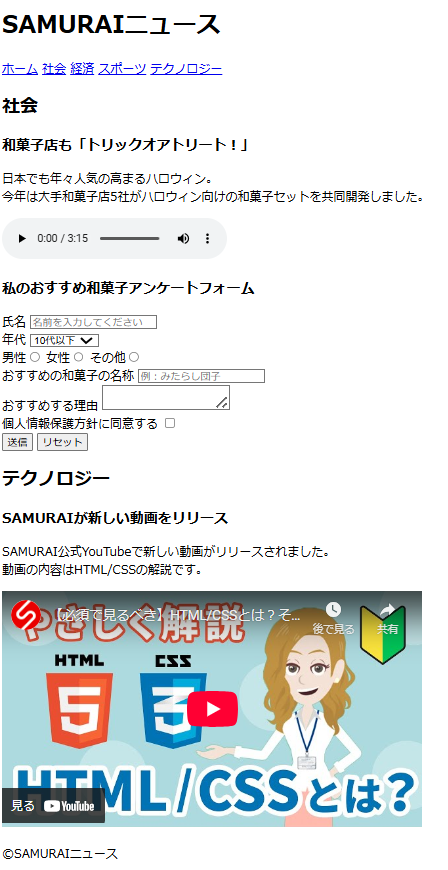 SAMURAIニュース
ホーム 社会 経済 スポーツ テクノロジー
社会
和菓子店も「トリックオアトリート！」
日本でも年々人気の高まるハロウィン。
今年は大手和菓子店5社がハロウィン向けの和菓子セットを共同開発しました。
0:00 / 3:15
私のおすすめ和菓子アンケートフォーム
氏名 名前を入力してください
年代 10代以下
男性 女性 その他
おすすめの和菓子の名称 例：みたらし団子
おすすめする理由
個人情報保護方針に同意する
送信 リセット
テクノロジー
SAMURAIが新しい動画をリリース
SAMURAI公式YouTubeで新しい動画がリリースされました。
動画の内容はHTML/CSSの解説です。
【必須で見るべき】HTML/CSSとは？そ...
後で見る 共有
やさしく解説
HTML CSS
5 3
HTML/CSSとは？
見る YouTube
©SAMURAIニュース